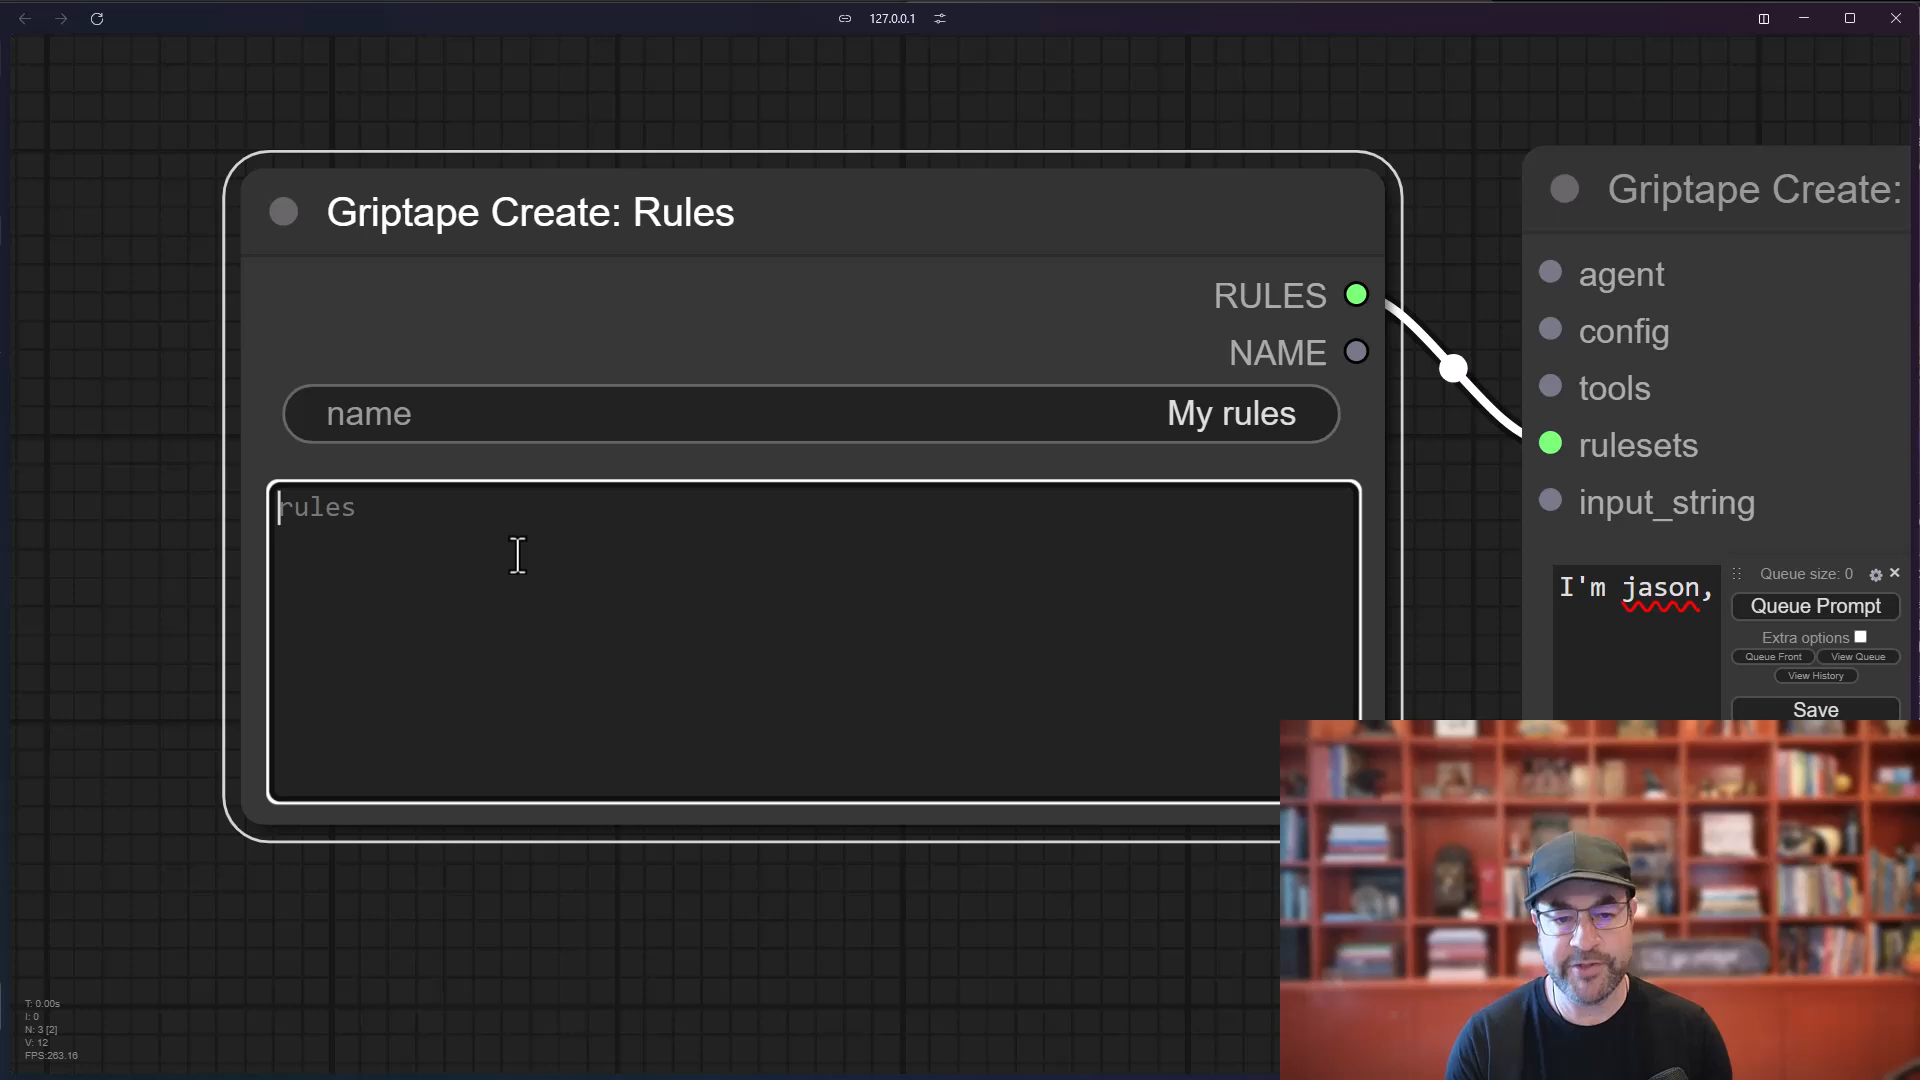 127.0.0.1
Griptape Create: Rules
RULES
NAME
name My rules
rules
Griptape Create:
agent
config
tools
rulesets
input_string
I'm jason,
Queue size: 0
Queue Prompt
Extra options
Queue Front View Queue
View History
Save
T: 0.00s
I: 0
N: 3 [2]
V: 12
FPS:263.16